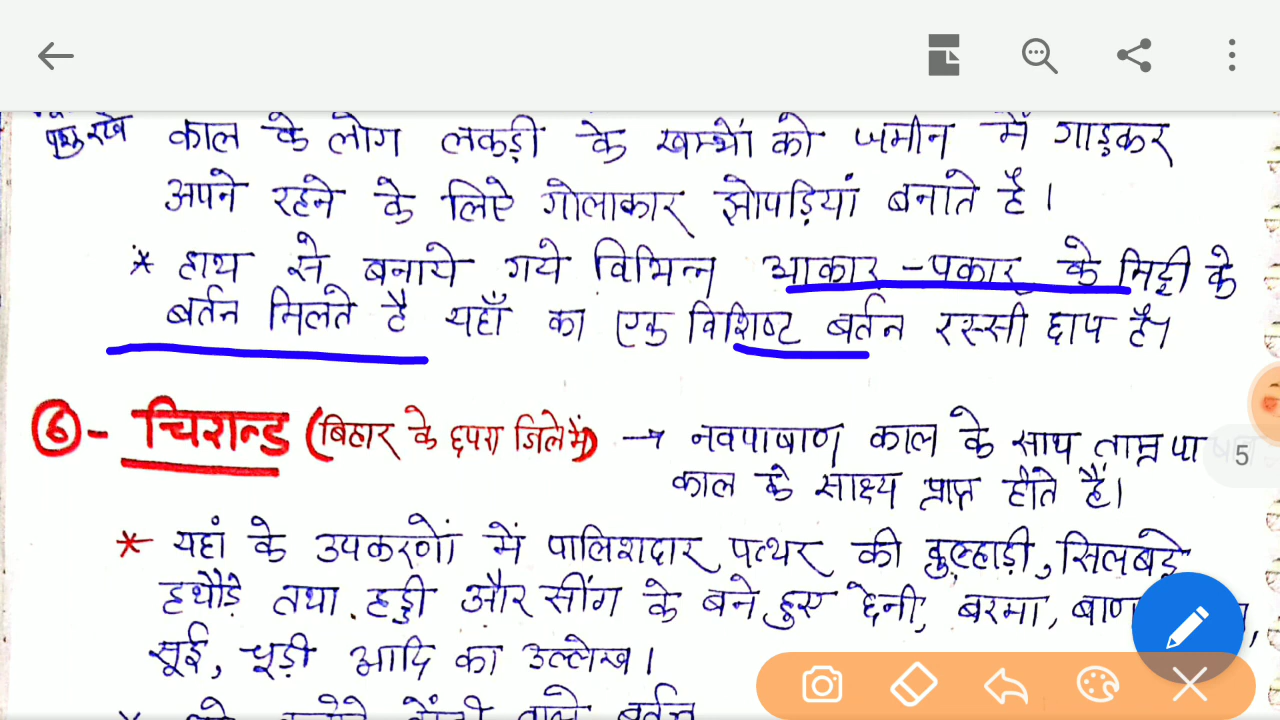 काल के लोग लकड़ी के खम्भों को जमीन में गाड़कर
अपने रहने के लिऐ गोलाकार झोपड़ियां बनाते है।
* हाथ से बनाये गये विभिन्न आकार-पकार के मिट्टी के
बर्तन मिलते है यहाँ का एक विशिष्ट बर्तन रस्सी छाप है।
⑥- चिरान्ड (बिहार के छपरा जिले में) → नवपाषाण काल के साथ ताम्र पा
5
काल के साक्ष्य प्राप्त होते हैं।
* यहां के उपकरणों में पालिशदार पत्थर की कुल्हाड़ी, सिलबट्टे
हथौड़े तथा हड्डी और सींग के बने हुए छेनी, बरमा, बाण
सूई, चूड़ी आदि का उल्लेख।